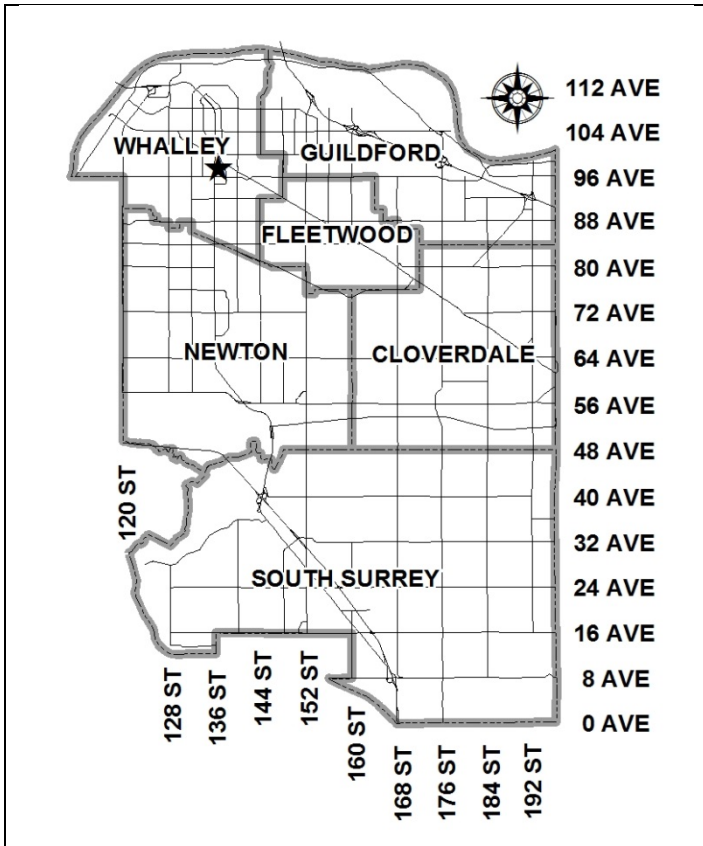 112 AVE
104 AVE
WHALLEY
GUILDFORD
96 AVE
88 AVE
FLEETWOOD
80 AVE
72 AVE
NEWTON
CLOVERDALE
64 AVE
56 AVE
48 AVE
120 ST
40 AVE
32 AVE
SOUTH SURREY
24 AVE
16 AVE
8 AVE
0 AVE
128 ST
136 ST
144 ST
152 ST
160 ST
168 ST
176 ST
184 ST
192 ST